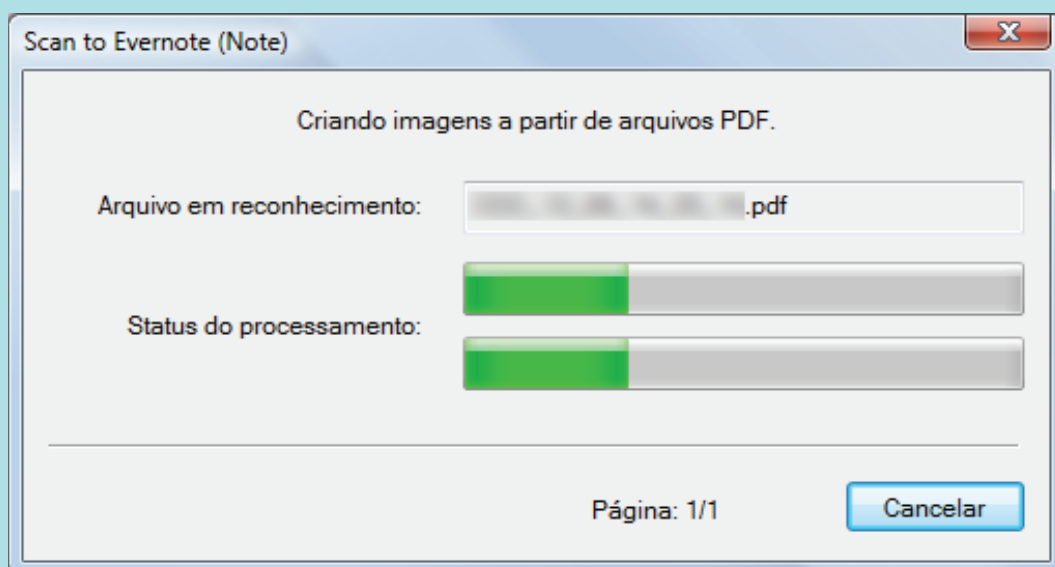 Scan to Evernote (Note)
Criando imagens a partir de arquivos PDF.
Arquivo em reconhecimento: .pdf
Status do processamento:
Página: 1/1 Cancelar